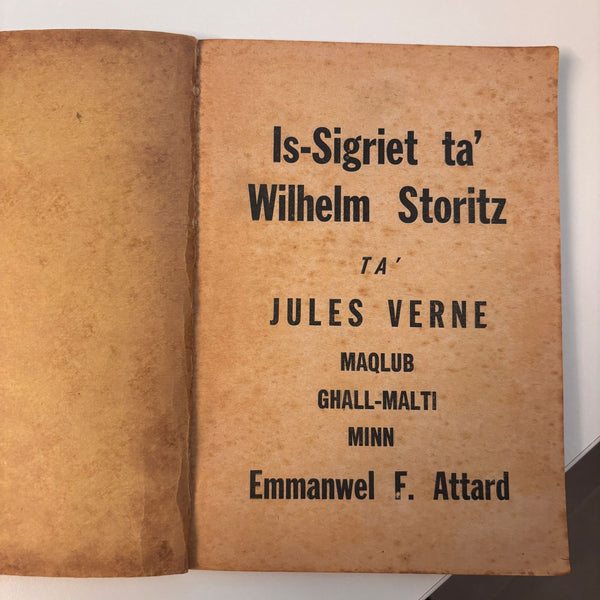 Is-Sigriet ta'
Wilhelm Storitz
TA'
JULES VERNE
MAQLUB
GHALL-MALTI
MINN
Emmanwel F. Attard